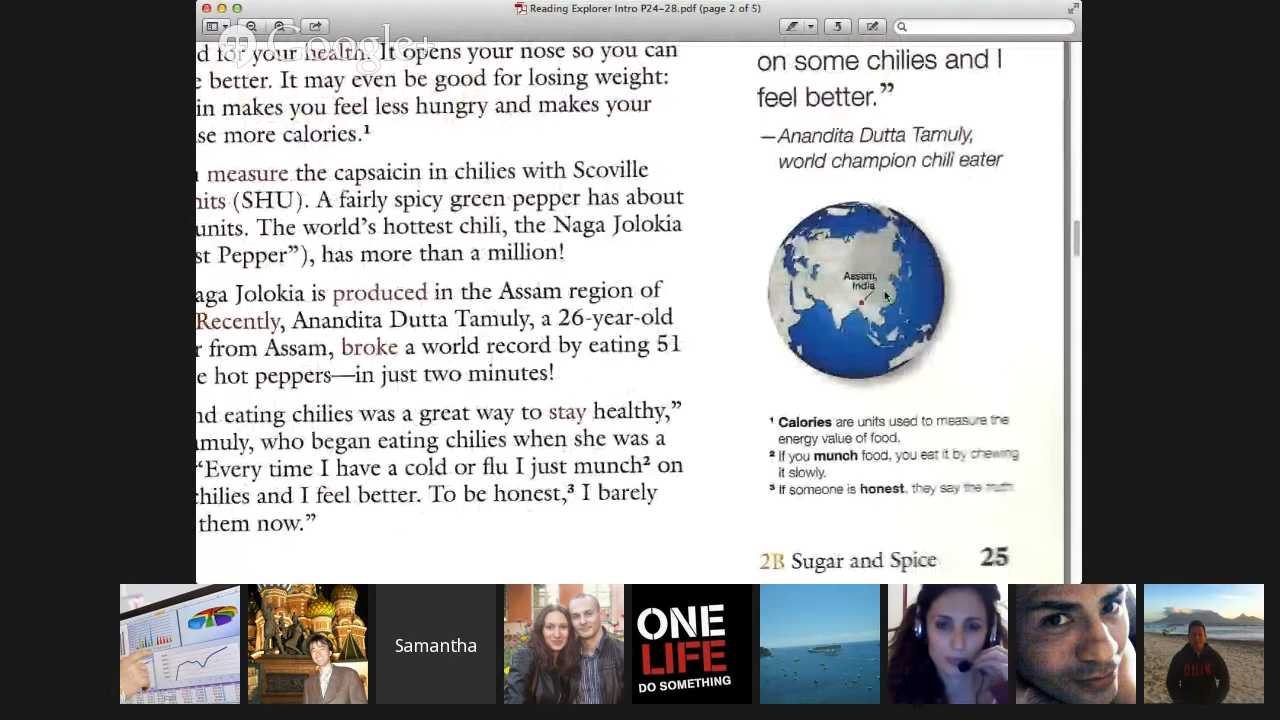 Reading Explorer Intro P24-28.pdf (page 2 of 5)
Google+
d for your health. It opens your nose so you can
e better. It may even be good for losing weight:
in makes you feel less hungry and makes your
se more calories.¹
measure the capsaicin in chilies with Scoville
nits (SHU). A fairly spicy green pepper has about
units. The world's hottest chili, the Naga Jolokia
st Pepper"), has more than a million!
aga Jolokia is produced in the Assam region of
Recently, Anandita Dutta Tamuly, a 26-year-old
r from Assam, broke a world record by eating 51
e hot peppers—in just two minutes!
nd eating chilies was a great way to stay healthy,"
amuly, who began eating chilies when she was a
"Every time I have a cold or flu I just munch² on
chilies and I feel better. To be honest,³ I barely
them now."
on some chilies and I
feel better."
—Anandita Dutta Tamuly,
world champion chili eater
Assam,
India
¹ Calories are units used to measure the
energy value of food.
² If you munch food, you eat it by chewing
it slowly.
³ If someone is honest, they say the truth.
2B Sugar and Spice 25
Samantha
ONE
LIFE
DO SOMETHING